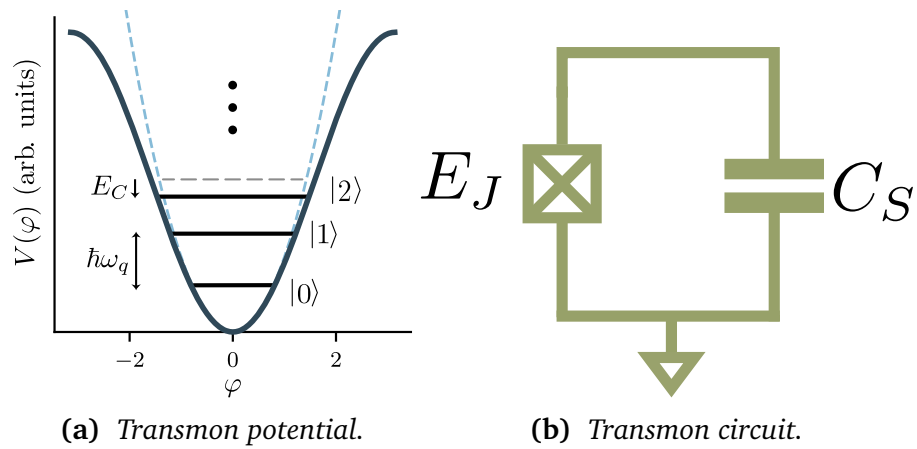 V(φ) (arb. units)
E_C
|2⟩
|1⟩
ħω_q
|0⟩
−2
0
2
φ
(a) Transmon potential.
E_J
C_S
(b) Transmon circuit.